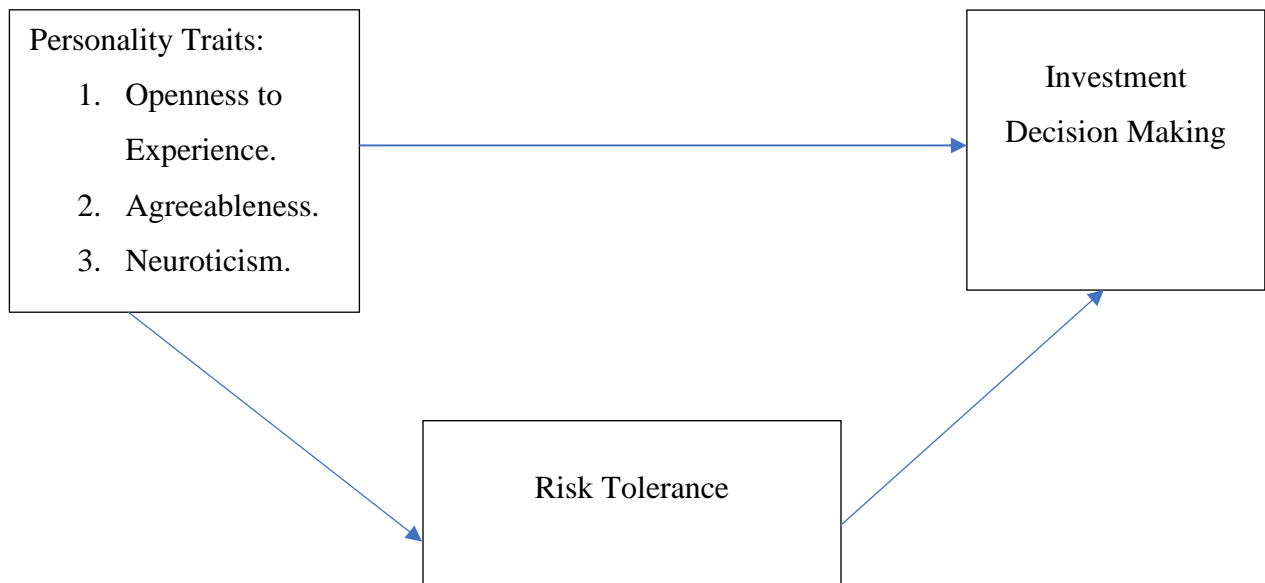 Personality Traits:
1. Openness to
Experience.
2. Agreeableness.
3. Neuroticism.
Investment
Decision Making
Risk Tolerance